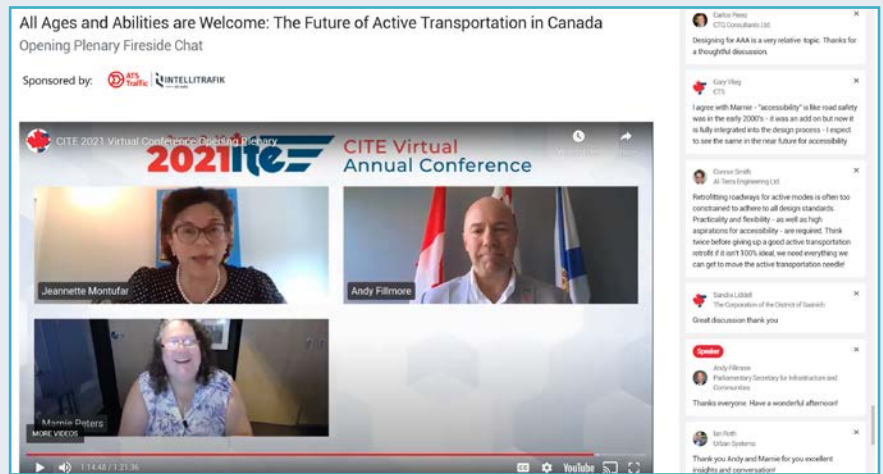 All Ages and Abilities are Welcome: The Future of Active Transportation in Canada
Opening Plenary Fireside Chat
Sponsored by:
ATS
Traffic
INTELLITRAFIK
CITE 2021 Virtual Conference Opening Plenary
2021 ite
CITE Virtual
Annual Conference
Jeannette Montufar
Andy Fillmore
Marnie Peters
MORE VIDEOS
1:14:48 / 1:21:36
CC
YouTube
Carlos Perez
CTQ Consultants Ltd
Designing for AAA is a very relative topic. Thanks for
a thoughtful discussion.
Gary Vlieg
CTS
I agree with Marnie - "accessibility" is like road safety
was in the early 2000's - it was an add on but now it
is fully integrated into the design process - I expect
to see the same in the near future for accessibility
Connor Smith
Al-Terra Engineering Ltd.
Retrofitting roadways for active modes is often too
constrained to adhere to all design standards.
Practicality and flexibility - as well as high
aspirations for accessibility - are required. Think
twice before giving up a good active transportation
retrofit if it isn't 100% ideal, we need everything we
can get to move the active transportation needle!
Sandra Liddell
The Corporation of the District of Saanich
Great discussion thank you
Speaker
Andy Fillmore
Parliamentary Secretary for Infrastructure and
Communities
Thanks everyone. Have a wonderful afternoon!
Ian Roth
Urban Systems
Thank you Andy and Marnie for you excellent
insights and conversation!